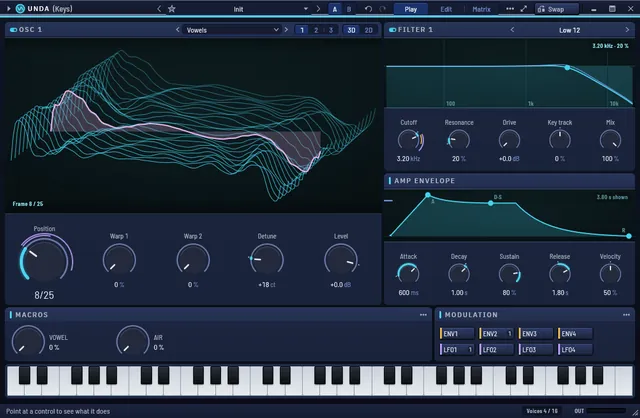 UNDA (Keys) Init A B Play Edit Matrix Swap
OSC 1 Vowels 1 2 3 3D 2D
Frame 8 / 25
Position Warp 1 Warp 2 Detune Level
8/25 0 % 0 % +18 ct +0.0 dB
FILTER 1 Low 12
3.20 kHz · 20 %
100 1k 10k
Cutoff Resonance Drive Key track Mix
3.20 kHz 20 % +0.0 dB 0 % 100 %
AMP ENVELOPE
A D·S 3.80 s shown
R
Attack Decay Sustain Release Velocity
600 ms 1.00 s 80 % 1.80 s 50 %
MACROS
VOWEL
0 %
AIR
0 %
MODULATION
ENV1 ENV2 1 ENV3 ENV4
LFO1 1 LFO2 LFO3 LFO4
Point at a control to see what it does Voices 4 / 16 OUT